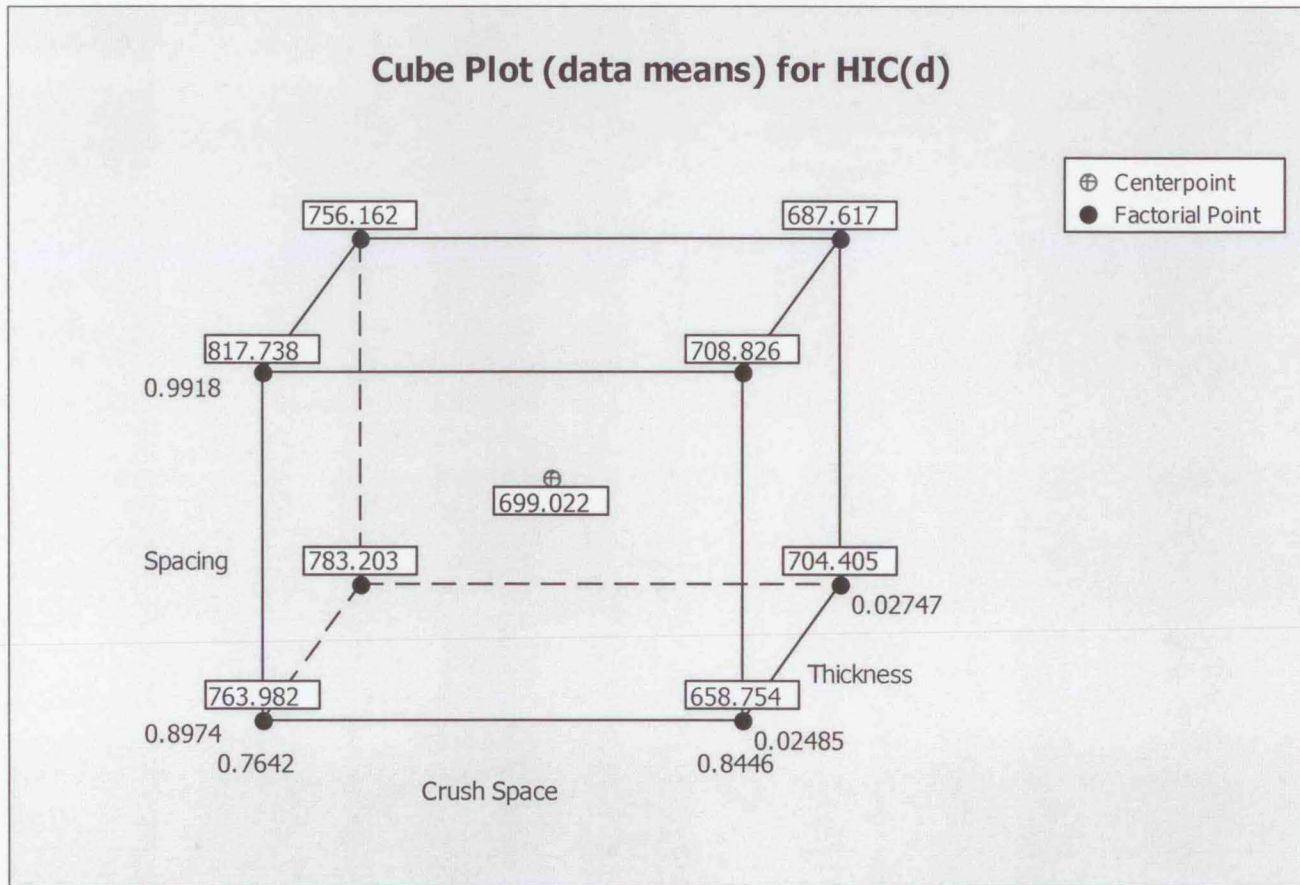 Cube Plot (data means) for HIC(d)
Centerpoint
Factorial Point
756.162
687.617
817.738
708.826
0.9918
699.022
Spacing
783.203
704.405
0.02747
Thickness
763.982
658.754
0.8974
0.02485
0.7642
0.8446
Crush Space